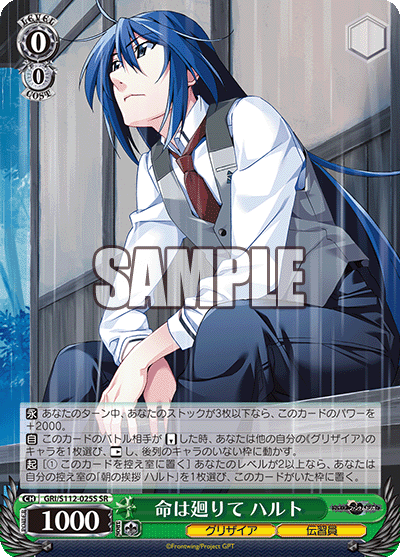 LEVEL
0
0
COST
SAMPLE
永 あなたのターン中、あなたのストックが3枚以下なら、このカードのパワーを
+2000。
自 このカードのバトル相手が した時、あなたは他の自分の《グリザイア》の
キャラを1枚選び、 し、後列のキャラのいない枠に動かす。
起 [① このカードを控え室に置く] あなたのレベルが2以上なら、あなたは自分の
控え室の「朝の挨拶 ハルト」を1枚選び、このカードがいた枠に置く。
CH GRI/S112-025S SR
1000
命は廻りて ハルト
グリザイア
伝習員
©Frontwing/Project GPT